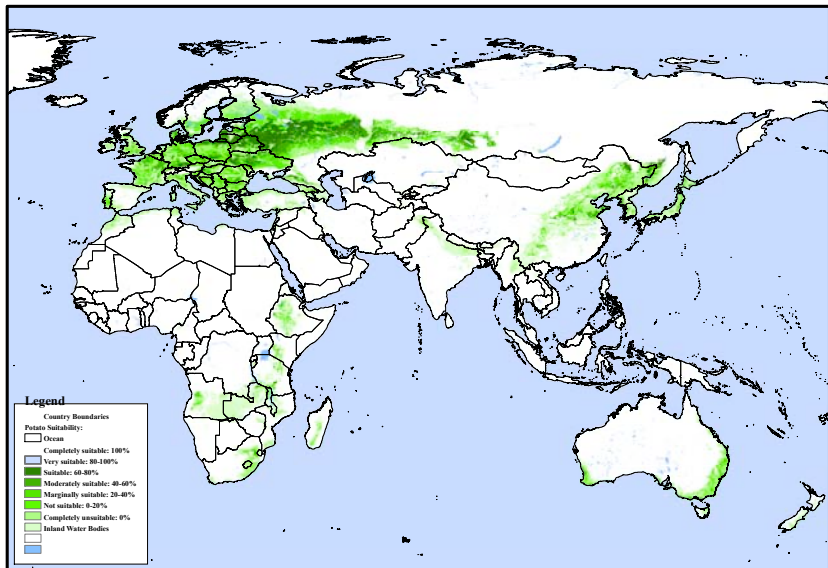 Legend
Country Boundaries
Potato Suitability:
Ocean
Completely suitable: 100%
Very suitable: 80-100%
Suitable: 60-80%
Moderately suitable: 40-60%
Marginally suitable: 20-40%
Not suitable: 0-20%
Completely unsuitable: 0%
Inland Water Bodies